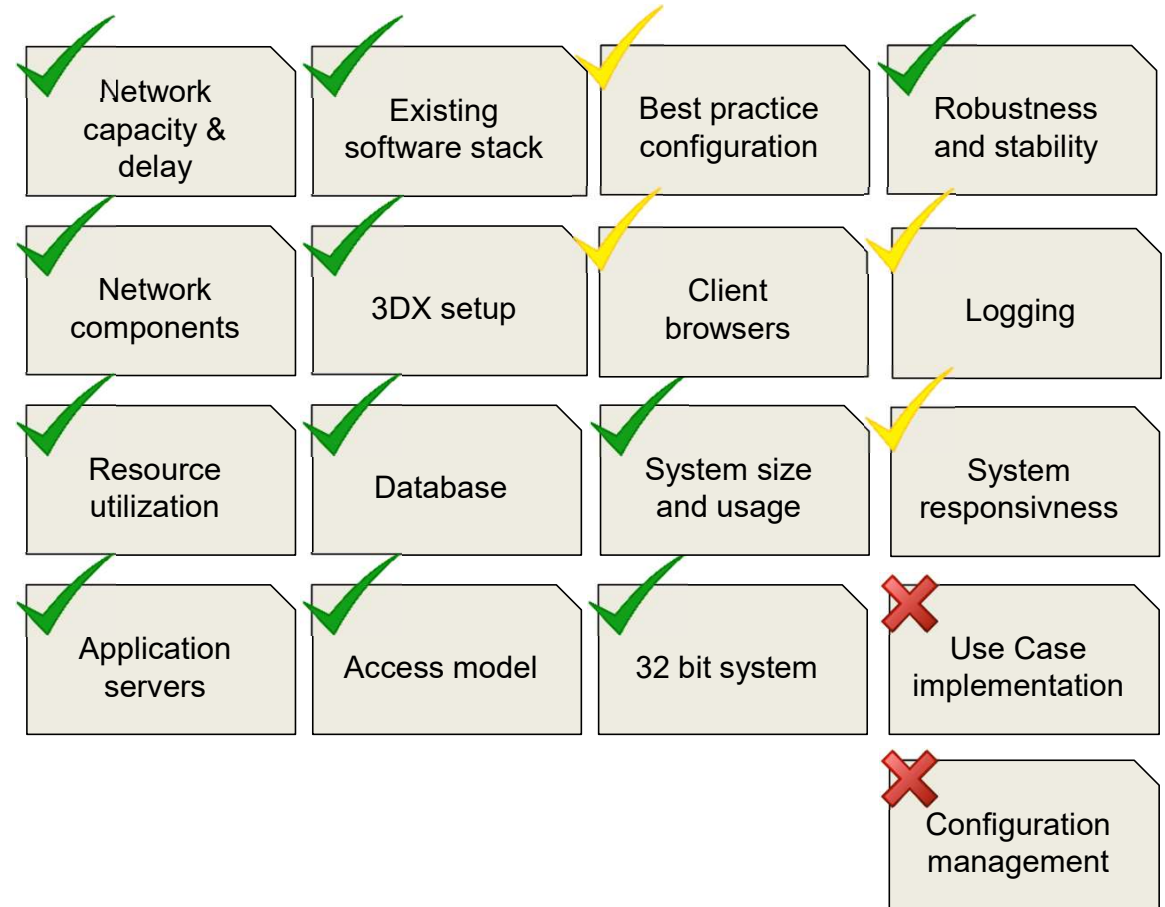 Network
capacity &
delay
Existing
software stack
Best practice
configuration
Robustness
and stability
Network
components
3DX setup
Client
browsers
Logging
Resource
utilization
Database
System size
and usage
System
responsivness
Application
servers
Access model
32 bit system
Use Case
implementation
Configuration
management